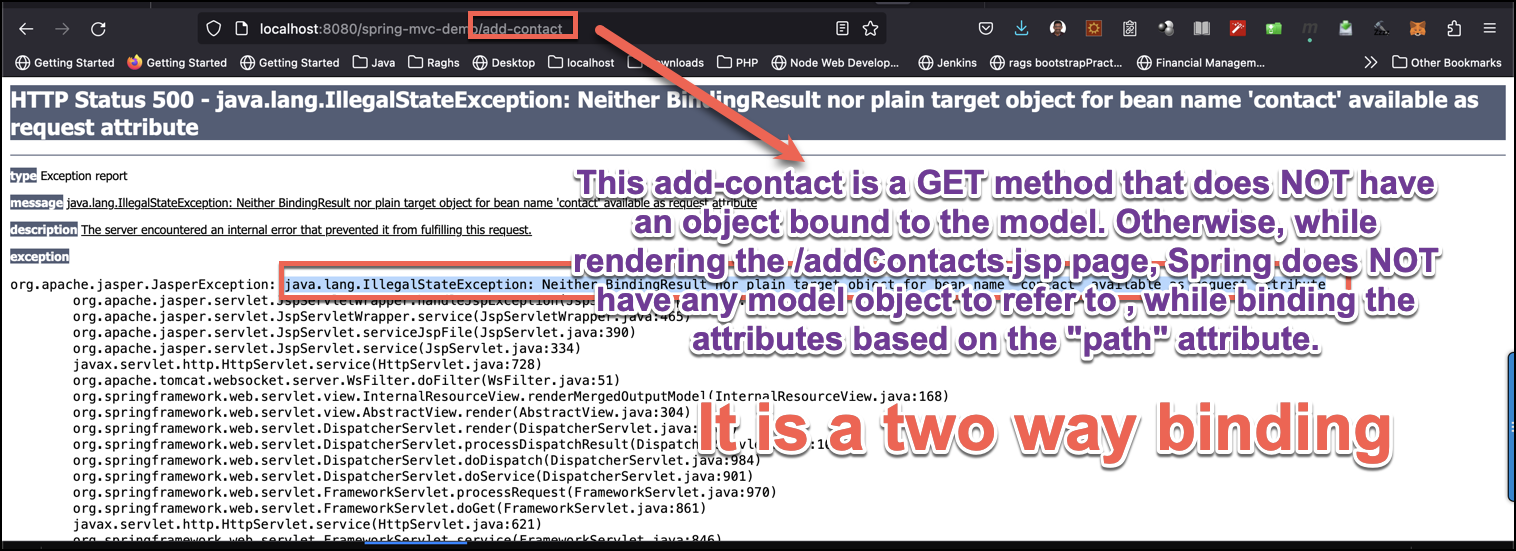 localhost:8080/spring-mvc-demo/add-contact
Getting Started Getting Started Getting Started Java Raghs Desktop localhost Downloads PHP Node Web Develop... Jenkins rags bootstrapPract... Financial Managem... Other Bookmarks
HTTP Status 500 - java.lang.IllegalStateException: Neither BindingResult nor plain target object for bean name 'contact' available as
request attribute
type Exception report
message java.lang.IllegalStateException: Neither BindingResult nor plain target object for bean name 'contact' available as request attribute
description The server encountered an internal error that prevented it from fulfilling this request.
exception
This add-contact is a GET method that does NOT have
an object bound to the model. Otherwise, while
rendering the /addContacts.jsp page, Spring does NOT
have any model object to refer to , while binding the
attributes based on the "path" attribute.
It is a two way binding
org.apache.jasper.JasperException: java.lang.IllegalStateException: Neither BindingResult nor plain target object for bean name 'contact' available as request attribute
org.apache.jasper.servlet.JspServletWrapper.handleJspException(
org.apache.jasper.servlet.JspServletWrapper.service(JspServletWrapper.java:465)
org.apache.jasper.servlet.JspServlet.serviceJspFile(JspServlet.java:390)
org.apache.jasper.servlet.JspServlet.service(JspServlet.java:334)
javax.servlet.http.HttpServlet.service(HttpServlet.java:728)
org.apache.tomcat.websocket.server.WsFilter.doFilter(WsFilter.java:51)
org.springframework.web.servlet.view.InternalResourceView.renderMergedOutputModel(InternalResourceView.java:168)
org.springframework.web.servlet.view.AbstractView.render(AbstractView.java:304)
org.springframework.web.servlet.DispatcherServlet.render(DispatcherServlet.java:
org.springframework.web.servlet.DispatcherServlet.processDispatchResult(
org.springframework.web.servlet.DispatcherServlet.doDispatch(DispatcherServlet.java:984)
org.springframework.web.servlet.DispatcherServlet.doService(DispatcherServlet.java:901)
org.springframework.web.servlet.FrameworkServlet.processRequest(FrameworkServlet.java:970)
org.springframework.web.servlet.FrameworkServlet.doGet(FrameworkServlet.java:861)
javax.servlet.http.HttpServlet.service(HttpServlet.java:621)
org.springframework.web.servlet.FrameworkServlet.service(FrameworkServlet.java:846)